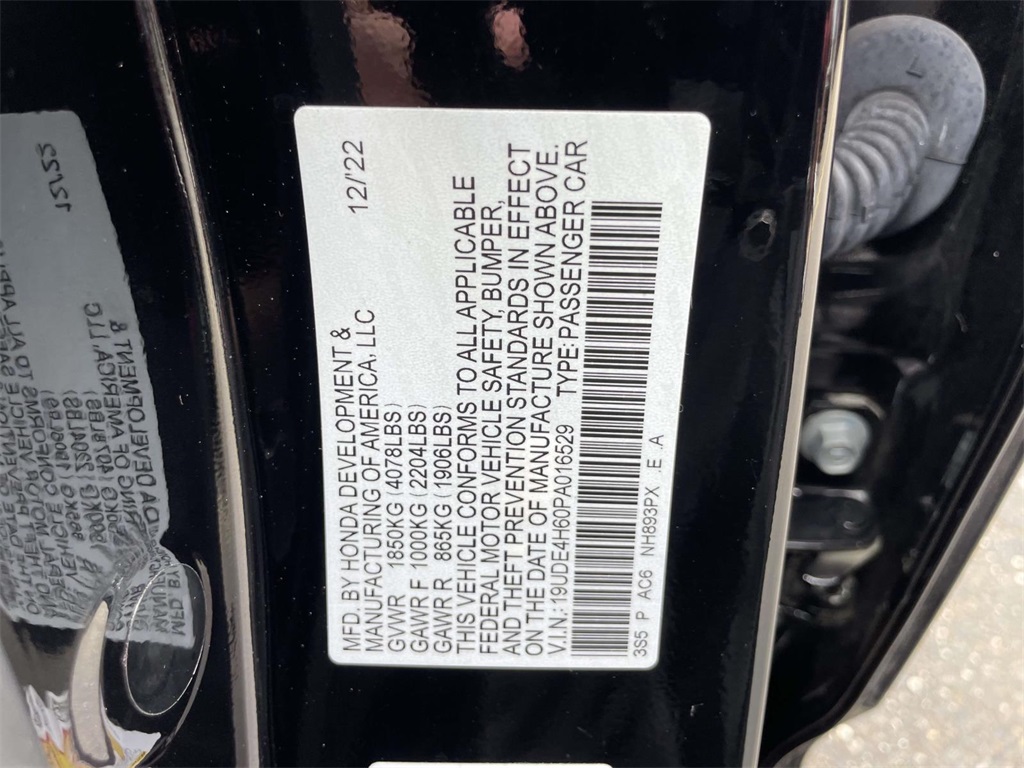 MFD. BY HONDA DEVELOPMENT &
MANUFACTURING OF AMERICA, LLC 12/'22
GVWR 1850KG (4078LBS)
GAWR F 1000KG (2204LBS)
GAWR R 865KG (1906LBS)
THIS VEHICLE CONFORMS TO ALL APPLICABLE
FEDERAL MOTOR VEHICLE SAFETY, BUMPER,
AND THEFT PREVENTION STANDARDS IN EFFECT
ON THE DATE OF MANUFACTURE SHOWN ABOVE.
V.I.N.: 19UDE4H60PA016529 TYPE: PASSENGER CAR
3S5 P AC6 NH893PX .E .A